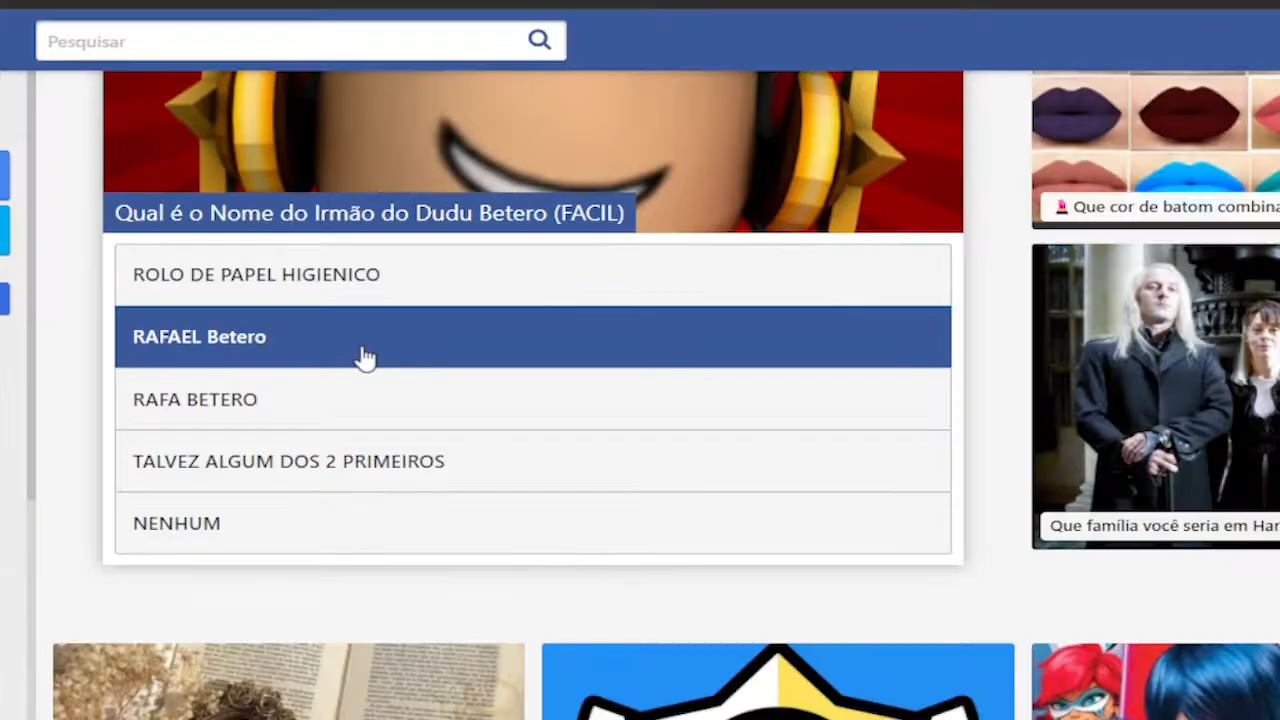 Pesquisar
Qual é o Nome do Irmão do Dudu Betero (FACIL)
ROLO DE PAPEL HIGIENICO
RAFAEL Betero
RAFA BETERO
TALVEZ ALGUM DOS 2 PRIMEIROS
NENHUM
Que cor de batom combina
Que família você seria em Har